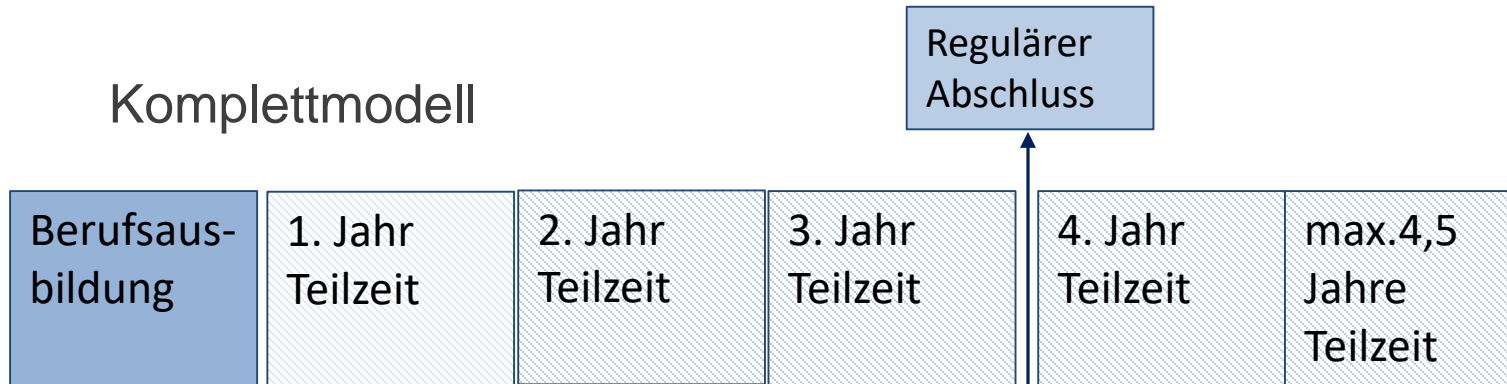 Regulärer
Abschluss
Komplettmodell
Berufsaus-
bildung
1. Jahr
Teilzeit
2. Jahr
Teilzeit
3. Jahr
Teilzeit
4. Jahr
Teilzeit
max.4,5
Jahre
Teilzeit